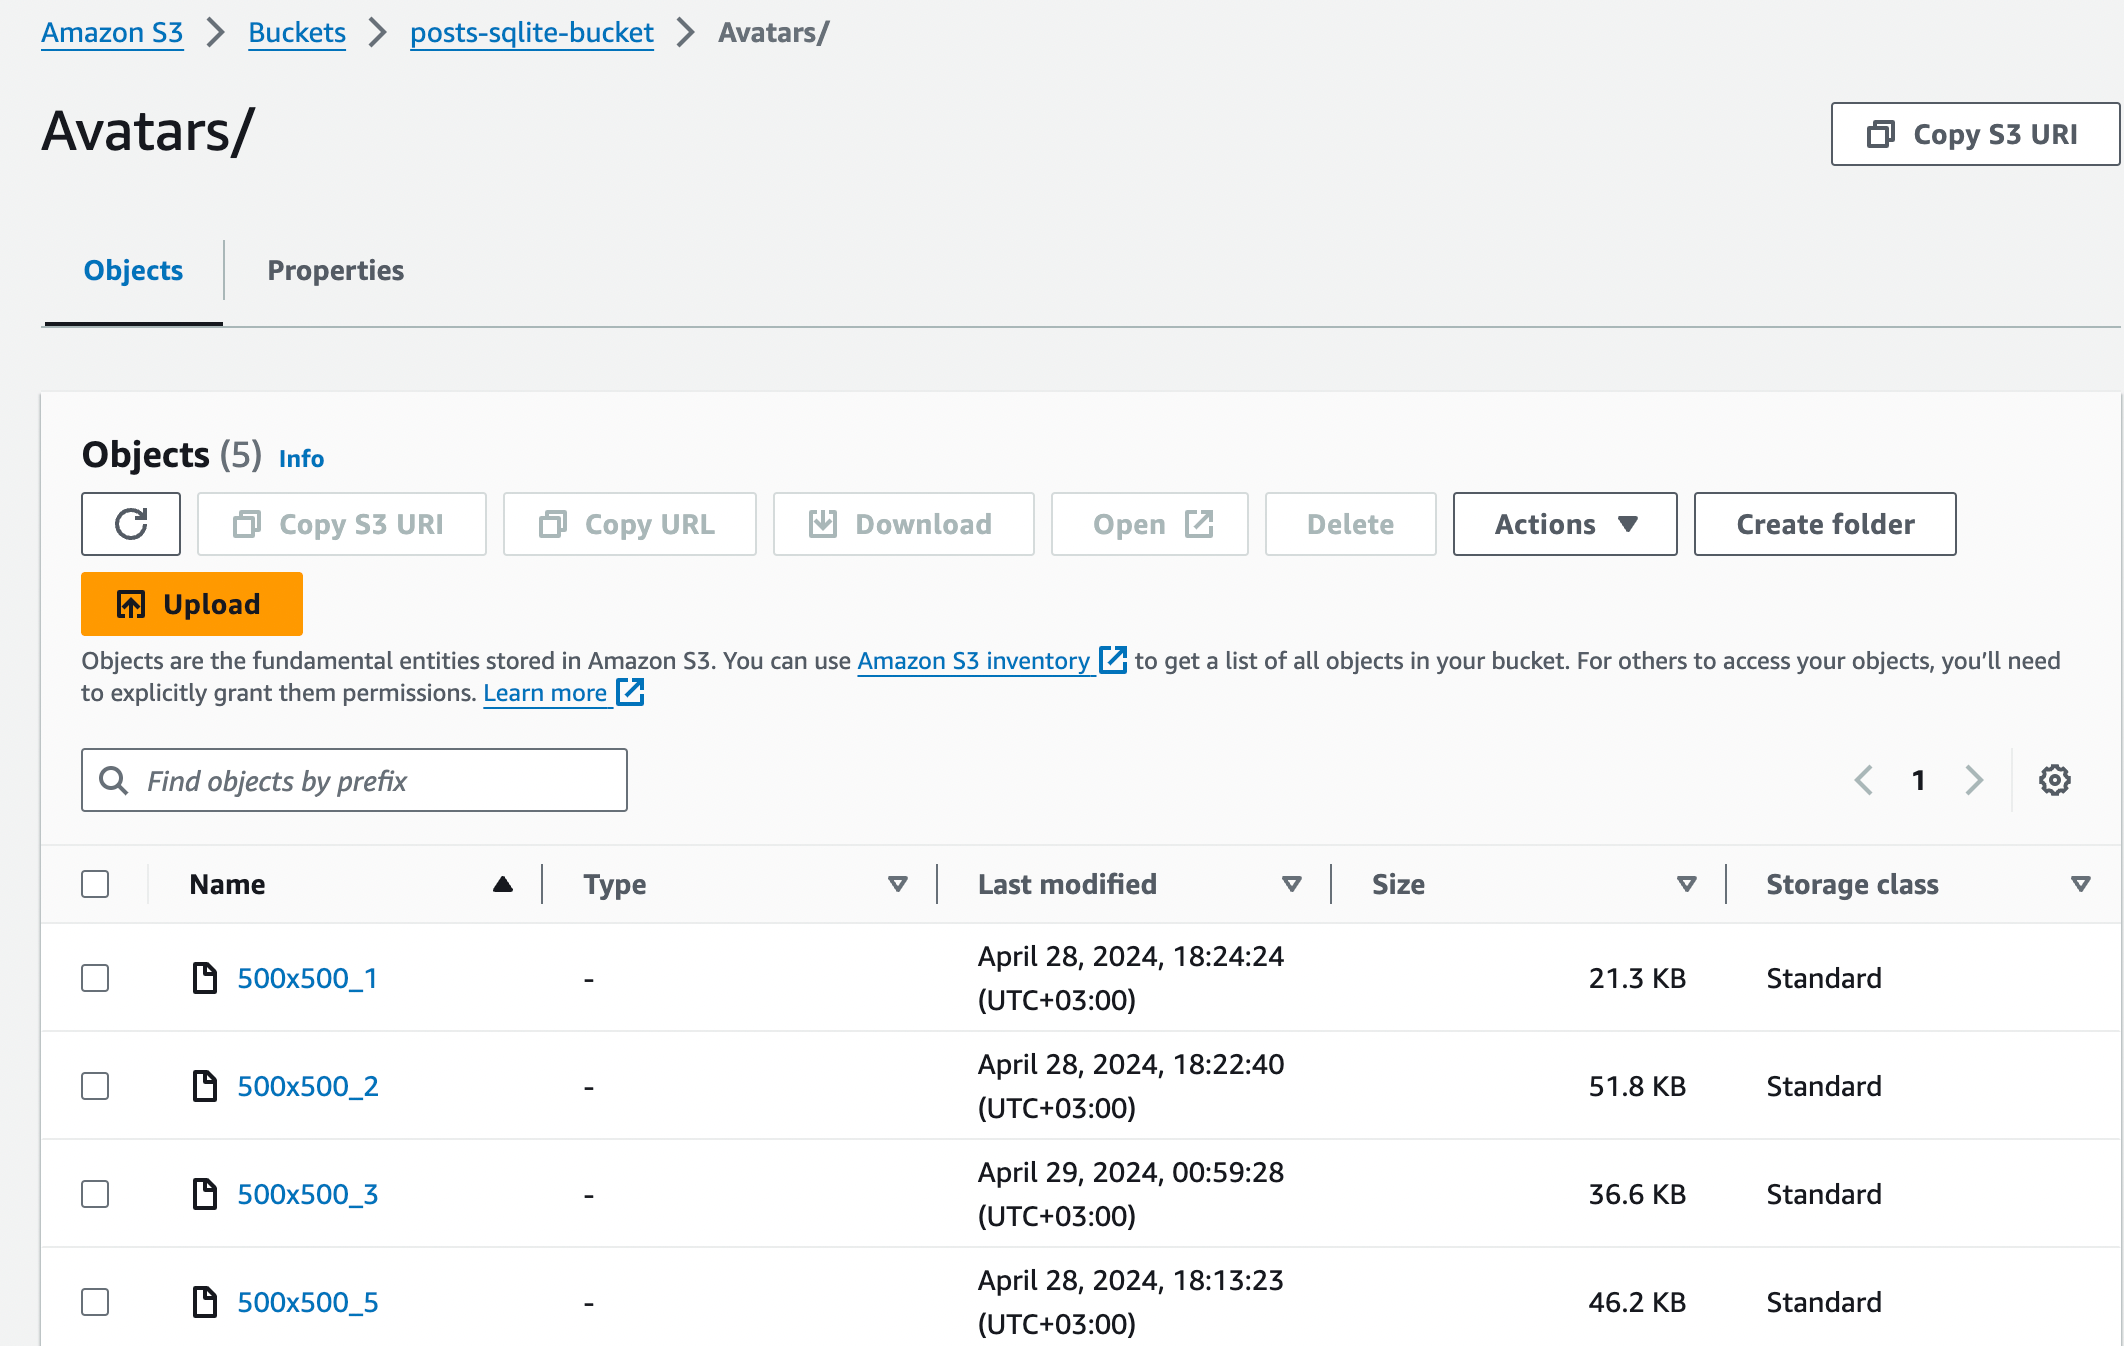 Amazon S3 > Buckets > posts-sqlite-bucket > Avatars/
Avatars/
Copy S3 URI
Objects
Properties
Objects (5) Info
Copy S3 URI
Copy URL
Download
Open
Delete
Actions
Create folder
Upload
Objects are the fundamental entities stored in Amazon S3. You can use Amazon S3 inventory to get a list of all objects in your bucket. For others to access your objects, you’ll need
to explicitly grant them permissions. Learn more
Find objects by prefix
1
Name Type Last modified Size Storage class
500x500_1 - April 28, 2024, 18:24:24 21.3 KB Standard
(UTC+03:00)
500x500_2 - April 28, 2024, 18:22:40 51.8 KB Standard
(UTC+03:00)
500x500_3 - April 29, 2024, 00:59:28 36.6 KB Standard
(UTC+03:00)
500x500_5 - April 28, 2024, 18:13:23 46.2 KB Standard
(UTC+03:00)